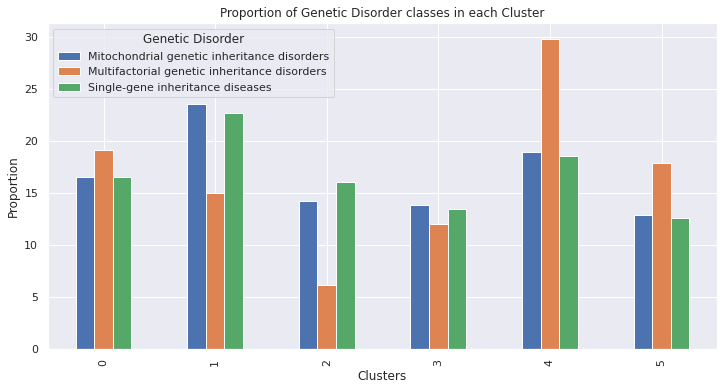 Proportion of Genetic Disorder classes in each Cluster
Genetic Disorder
Mitochondrial genetic inheritance disorders
Multifactorial genetic inheritance disorders
Single-gene inheritance diseases
Proportion
30
25
20
15
10
5
0
0
1
2
3
4
5
Clusters